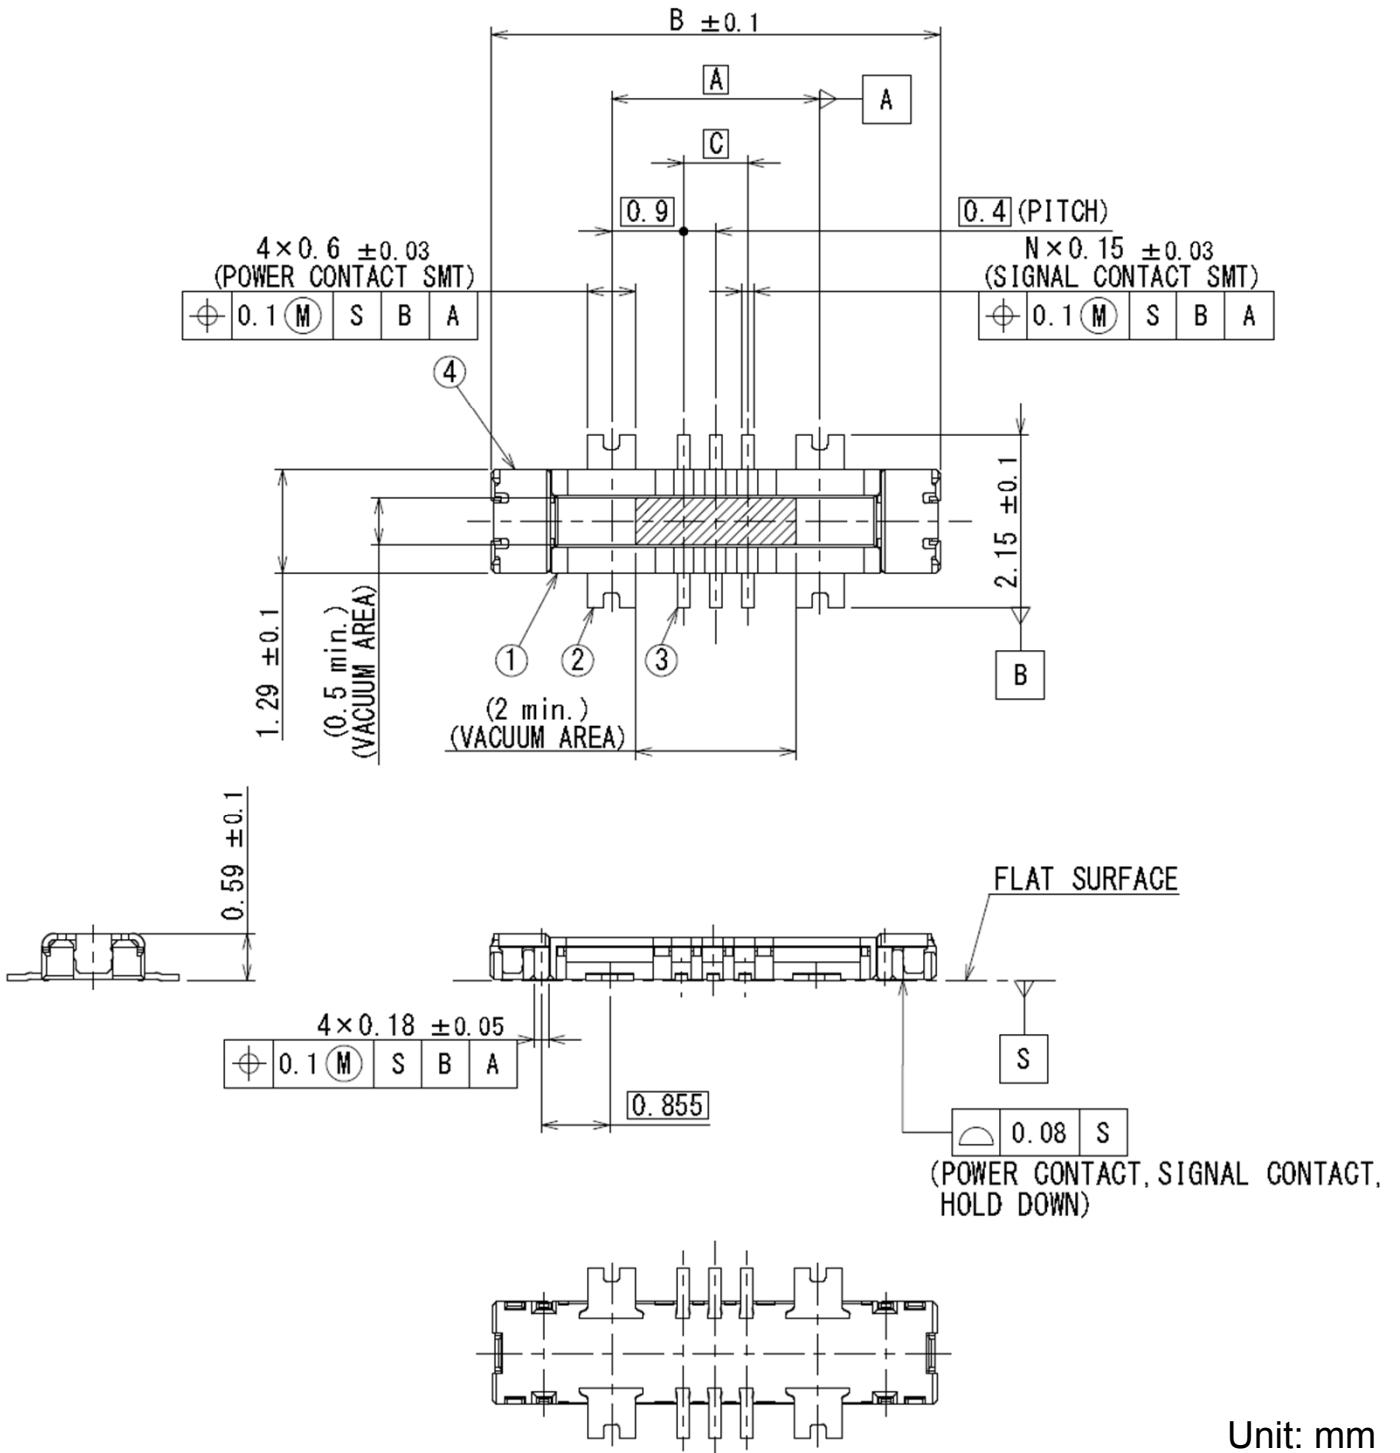 B ±0.1
A
A
C
0.9
0.4 (PITCH)
4×0.6 ±0.03
(POWER CONTACT SMT)
0.1 Ⓜ S B A
N×0.15 ±0.03
(SIGNAL CONTACT SMT)
0.1 Ⓜ S B A
④
2.15 ±0.1
1.29 ±0.1
(0.5 min.)
(VACUUM AREA)
①
②
③
B
(2 min.)
(VACUUM AREA)
0.59 ±0.1
FLAT SURFACE
4×0.18 ±0.05
0.1 Ⓜ S B A
S
0.855
0.08 S
(POWER CONTACT, SIGNAL CONTACT,
HOLD DOWN)
Unit: mm